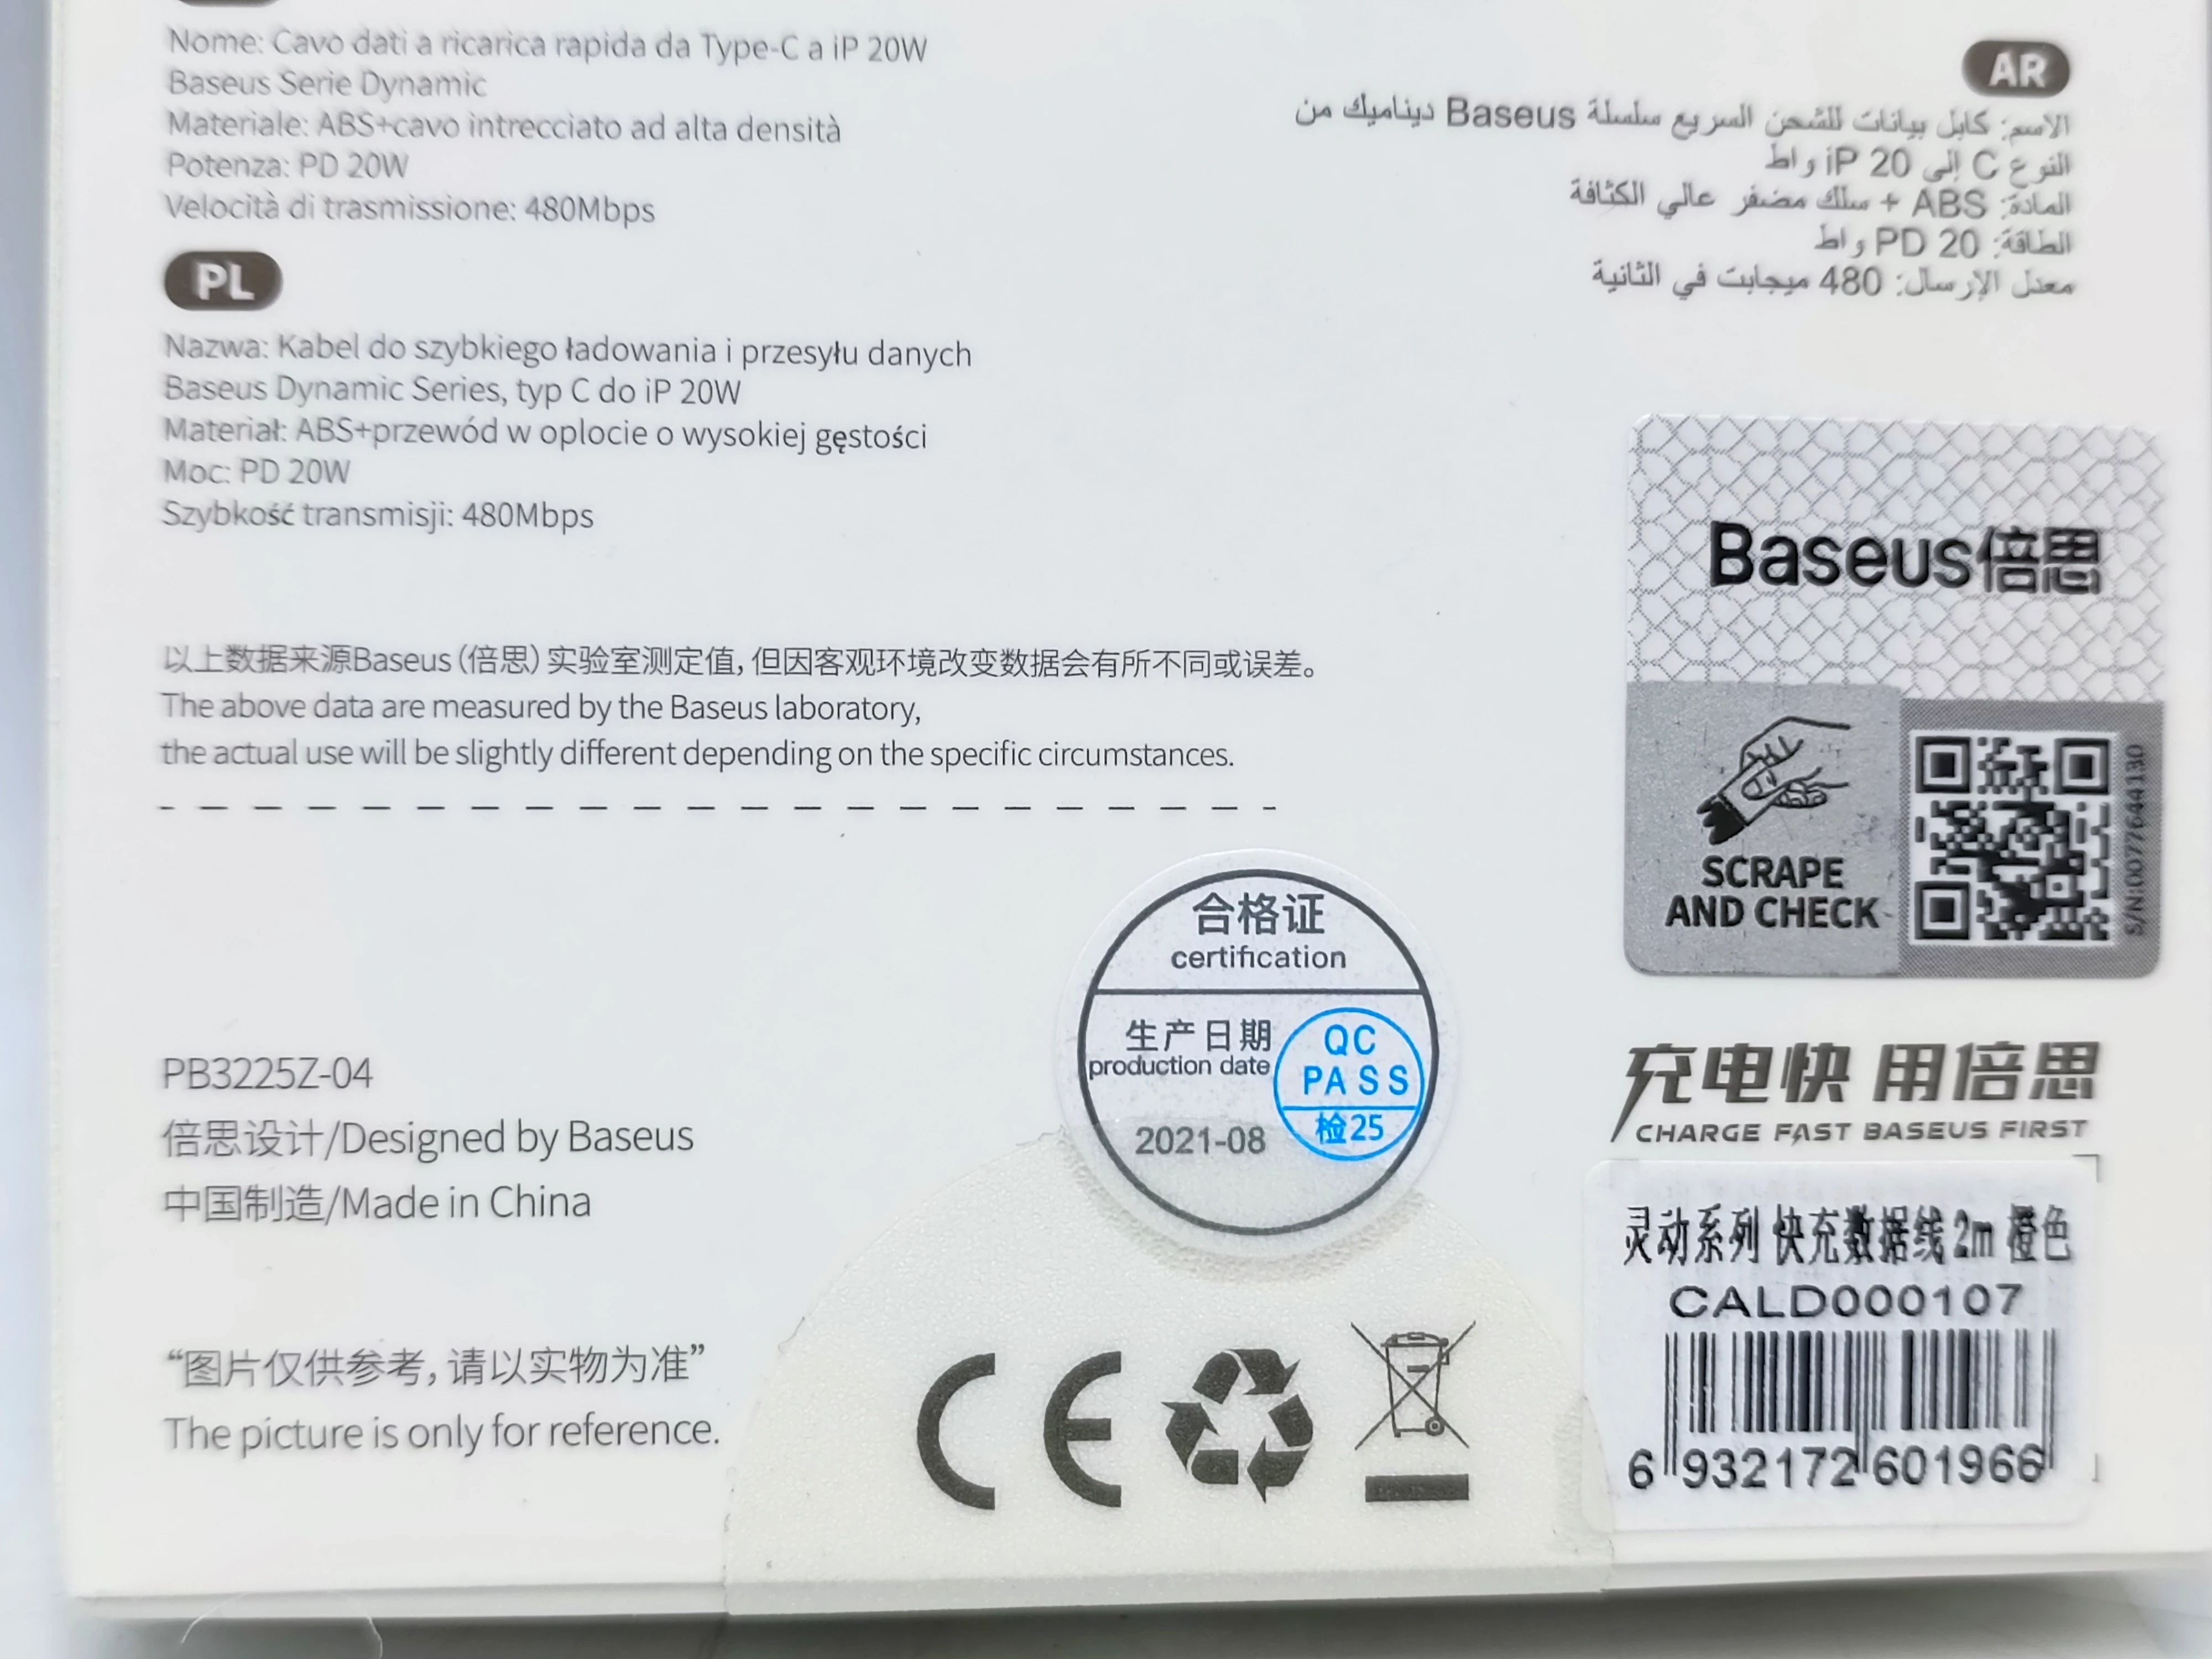 Nome: Cavo dati a ricarica rapida da Type-C a iP 20W
Baseus Serie Dynamic
Materiale: ABS+cavo intrecciato ad alta densità
Potenza: PD 20W
Velocità di trasmissione: 480Mbps
PL
Nazwa: Kabel do szybkiego ładowania i przesyłu danych
Baseus Dynamic Series, typ C do iP 20W
Materiał: ABS+przewód w oplocie o wysokiej gęstości
Moc: PD 20W
Szybkość transmisji: 480Mbps
AR
الاسم: كابل بيانات للشحن السريع سلسلة Baseus ديناميك من
النوع C إلى iP 20 واط
المادة: ABS + سلك مضفر عالي الكثافة
الطاقة: PD 20 واط
معدل الإرسال: 480 ميجابت في الثانية
以上数据来源Baseus（倍思）实验室测定值，但因客观环境改变数据会有所不同或误差。
The above data are measured by the Baseus laboratory,
the actual use will be slightly different depending on the specific circumstances.
Baseus倍思
SCRAPE
AND CHECK
S/N:0077644130
合格证
certification
生产日期
production date
2021-08
QC
PASS
检25
PB3225Z-04
倍思设计/Designed by Baseus
中国制造/Made in China
“图片仅供参考，请以实物为准”
The picture is only for reference.
CE
充电快 用倍思
CHARGE FAST BASEUS FIRST
灵动系列 快充数据线 2m 橙色
CALD000107
6 932172 601966